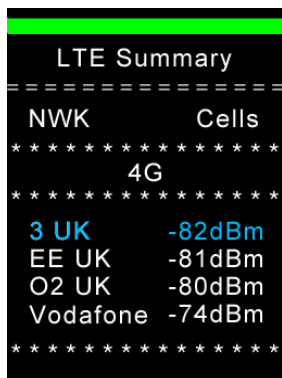 LTE Summary
= = = = = = = = = = = = = = = =
NWK Cells
* * * * * * * * * * * * * * *
4G
* * * * * * * * * * * * * * *
3 UK -82dBm
EE UK -81dBm
O2 UK -80dBm
Vodafone -74dBm
* * * * * * * * * * * * * * *